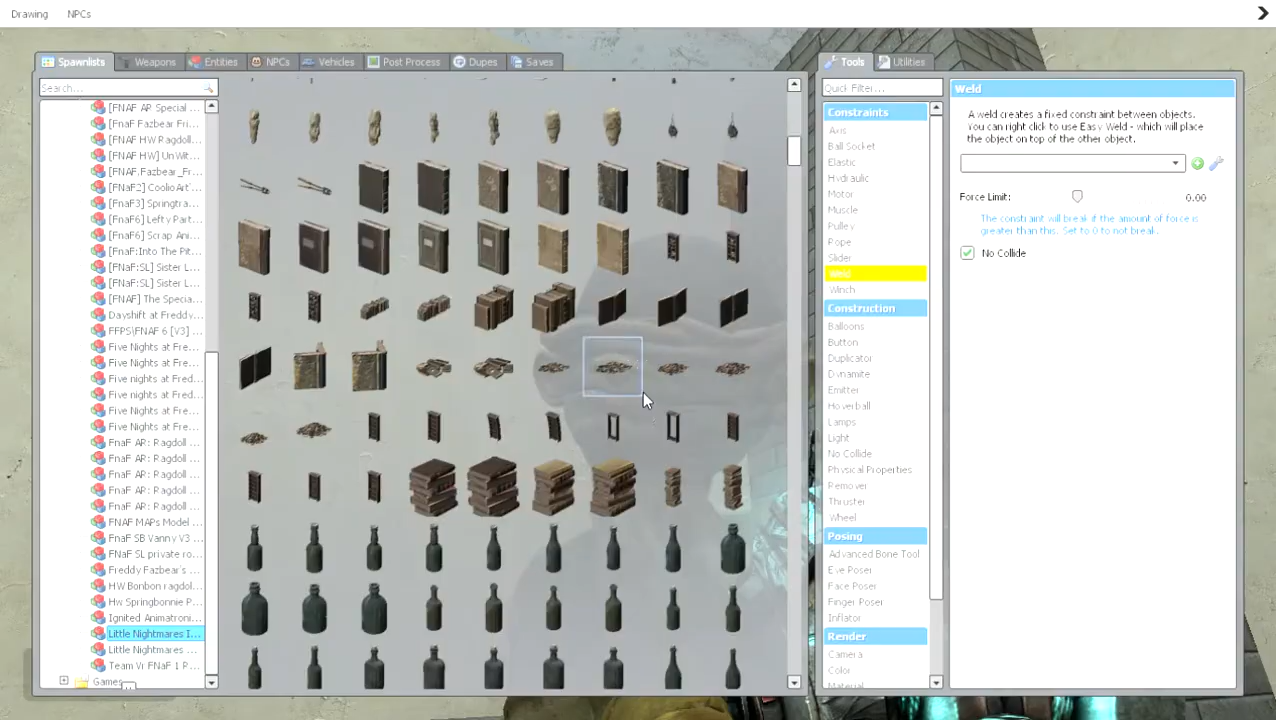 Drawing NPCs
Spawnlists Weapons Entities NPCs Vehicles Post Process Dupes Saves
Search...
[FNAF AR Special ...
[FNaF Fazbear Fri...
[FNAF HW Ragdoll ...
[FNAF HW] UnWit...
[FNAF:Fazbear_Fr...
[FNaF2] CookioArt'...
[FNaF3] Springtra...
[FNaF6] Lefty Part...
[FNaF6] Scrap Ani...
[FNaF:Into The Pit...
[FNaF:SL] Sister L...
[FNaF:SL] Sister L...
[FNAF] The Specia...
Dayshift at Freddy...
FFPS\FNAF 6 [V3] ...
Five Nights at Fre...
Five Nights at Fre...
Five nights at Fred...
Five nights at Fred...
Five Nights at Fre...
Five Nights at Fre...
FnaF AR: Ragdoll ...
FNaF AR: Ragdoll ...
FNaF AR: Ragdoll ...
FnaF AR: Ragdoll ...
FnaF AR: Ragdoll ...
FNAF MAPs Model ...
FnaF SB Vanny V3 ...
FNaF SL private ro...
Freddy Fazbear's ...
HW Bonbon ragdol...
Hw Springbonnie P...
Ignited Animatroni...
Little Nightmares I...
Little Nightmares ...
Team Vr FNaF 1 P...
Games
Tools Utilities
Quick Filter...
Constraints
Axis
Ball Socket
Elastic
Hydraulic
Motor
Muscle
Pulley
Rope
Slider
Weld
Winch
Construction
Balloons
Button
Duplicator
Dynamite
Emitter
Hoverball
Lamps
Light
No Collide
Physical Properties
Remover
Thruster
Wheel
Posing
Advanced Bone Tool
Eye Poser
Face Poser
Finger Poser
Inflator
Render
Camera
Color
Material
Weld
A weld creates a fixed constraint between objects.
You can right click to use Easy Weld - which will place
the object on top of the other object.
Force Limit: 0.00
The constraint will break if the amount of force is
greater than this. Set to 0 to not break.
No Collide